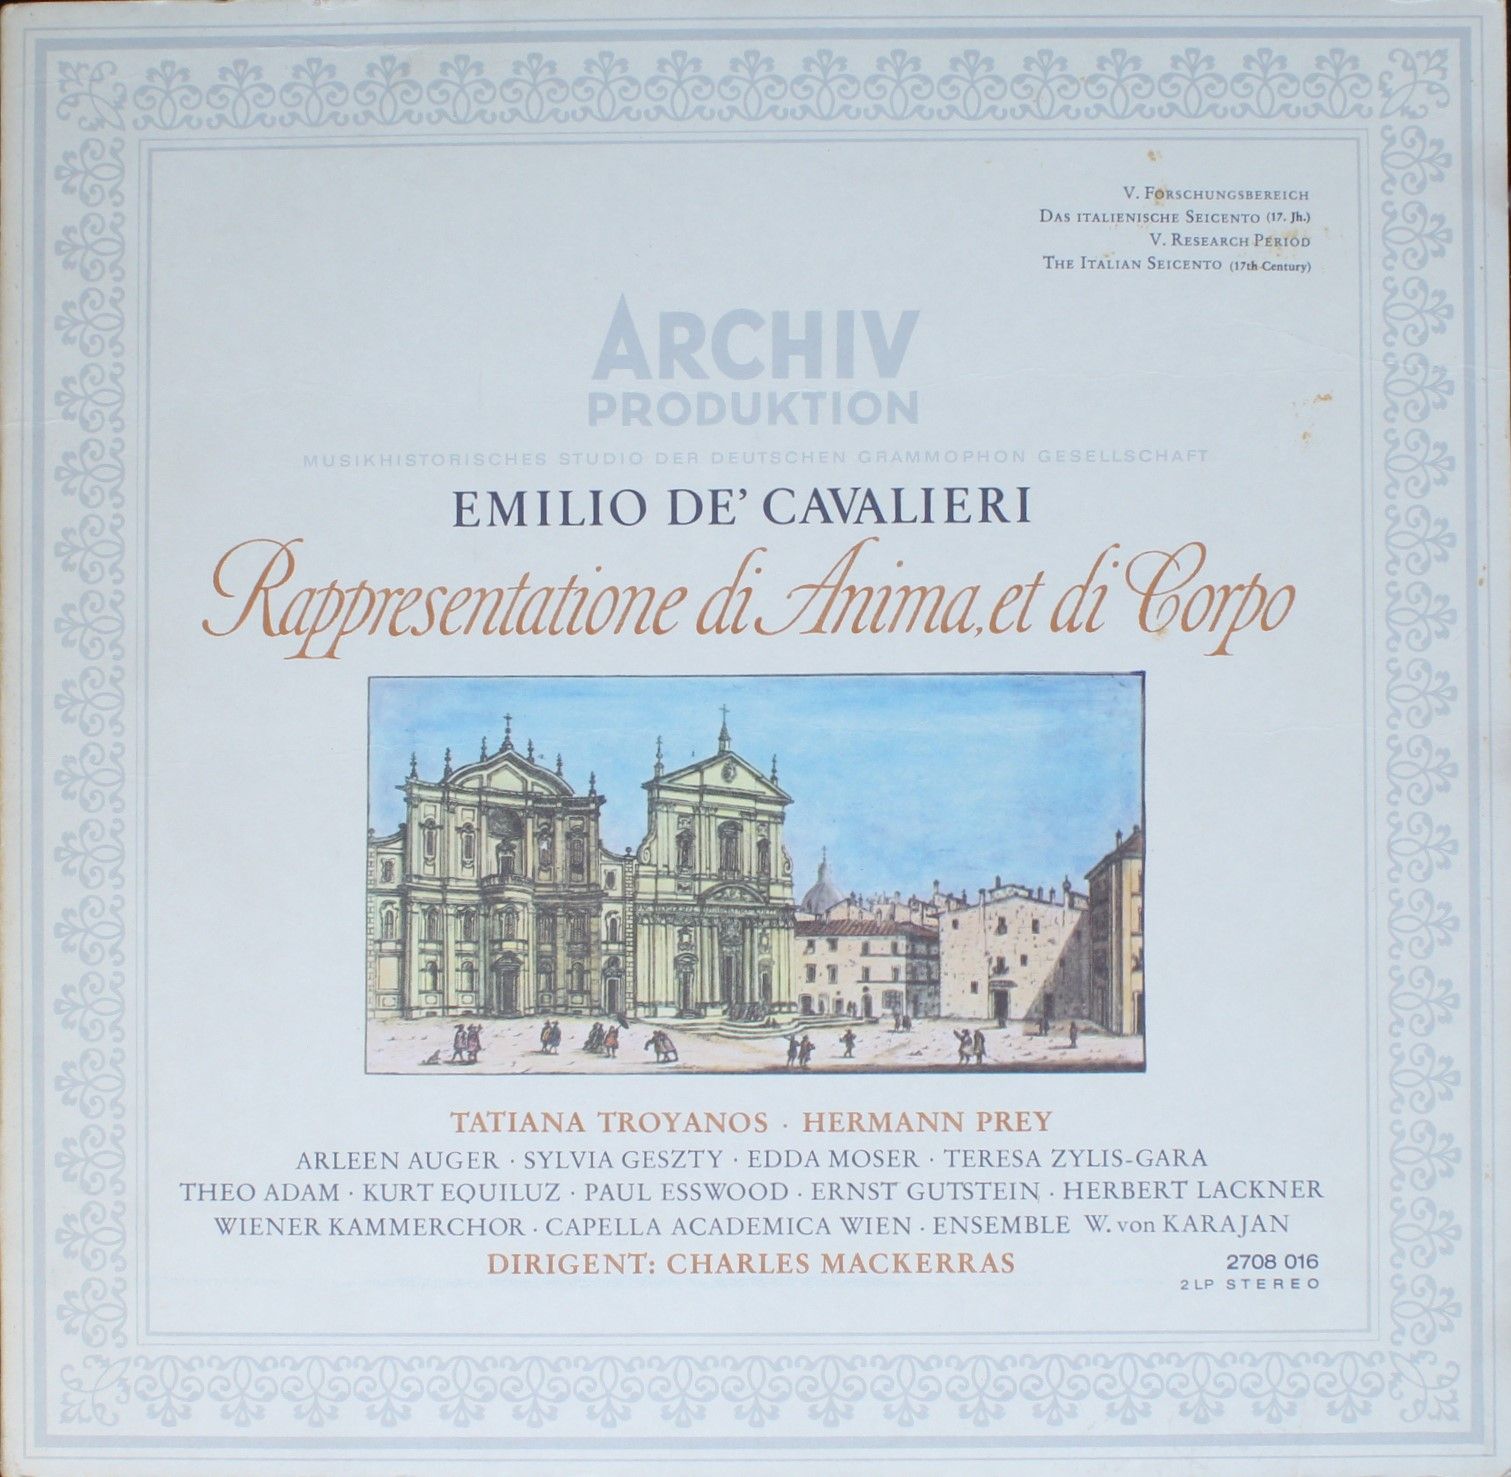 V. FORSCHUNGSBEREICH
DAS ITALIENISCHE SEICENTO (17. Jh.)
V. RESEARCH PERIOD
THE ITALIAN SEICENTO (17th Century)
ARCHIV
PRODUKTION
MUSIKHISTORISCHES STUDIO DER DEUTSCHEN GRAMMOPHON GESELLSCHAFT
EMILIO DE’ CAVALIERI
Rappresentatione di Anima, et di Corpo
TATIANA TROYANOS · HERMANN PREY
ARLEEN AUGER · SYLVIA GESZTY · EDDA MOSER · TERESA ZYLIS-GARA
THEO ADAM · KURT EQUILUZ · PAUL ESSWOOD · ERNST GUTSTEIN · HERBERT LACKNER
WIENER KAMMERCHOR · CAPELLA ACADEMICA WIEN · ENSEMBLE W. von KARAJAN
DIRIGENT: CHARLES MACKERRAS
2708 016
2 LP STEREO